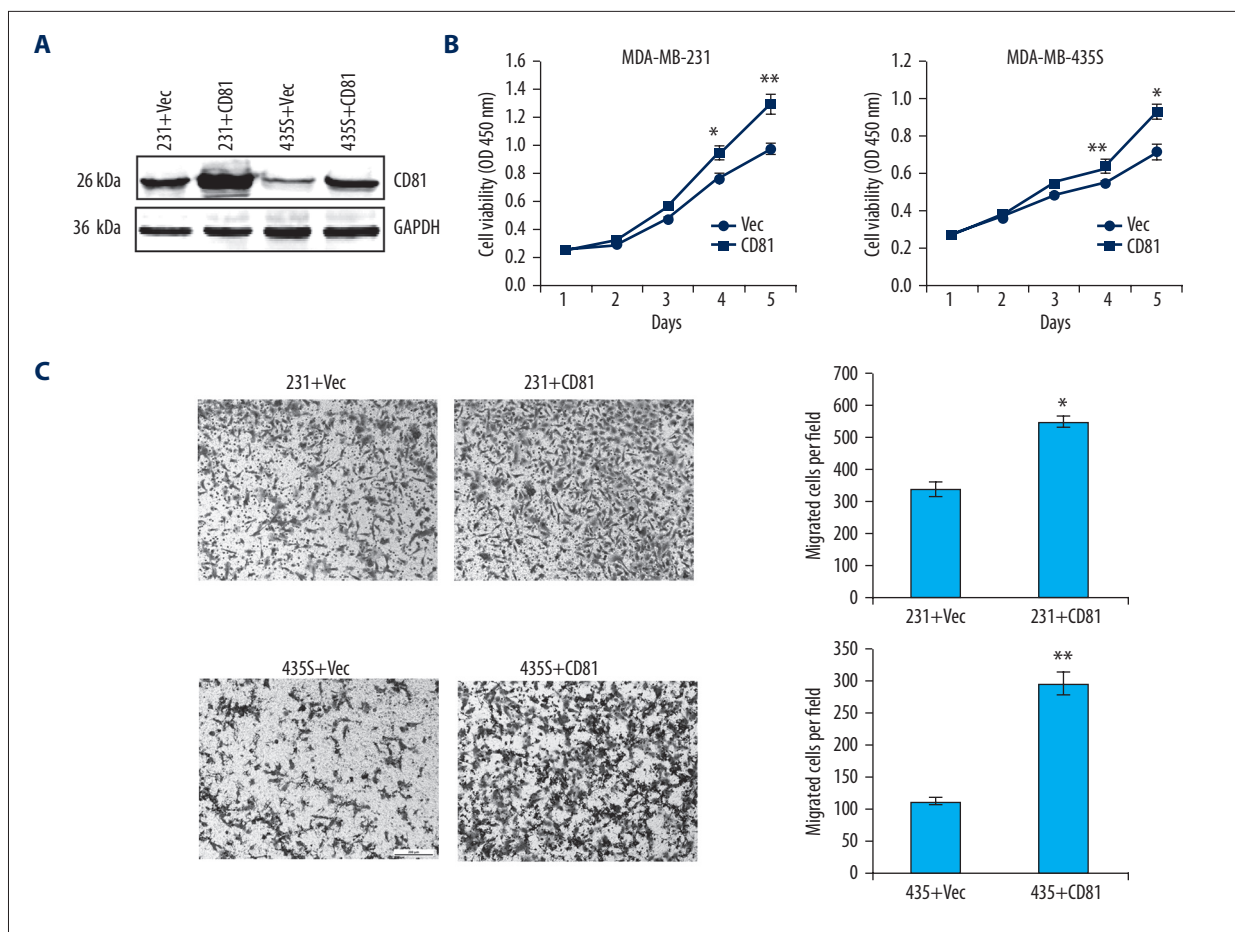 A
231+Vec
231+CD81
435S+Vec
435S+CD81
26 kDa
CD81
36 kDa
GAPDH
B
MDA-MB-231
Cell viability (OD 450 nm)
1.6
1.4
1.2
1.0
0.8
0.6
0.4
0.2
0.0
*
**
Vec
CD81
1 2 3 4 5
Days
MDA-MB-435S
Cell viability (OD 450 nm)
1.2
1.0
0.8
0.6
0.4
0.2
0.0
**
*
Vec
CD81
1 2 3 4 5
Days
C
231+Vec
231+CD81
435S+Vec
435S+CD81
Migrated cells per field
700
600
500
400
300
200
100
0
*
231+Vec 231+CD81
Migrated cells per field
350
300
250
200
150
100
50
0
**
435+Vec 435+CD81